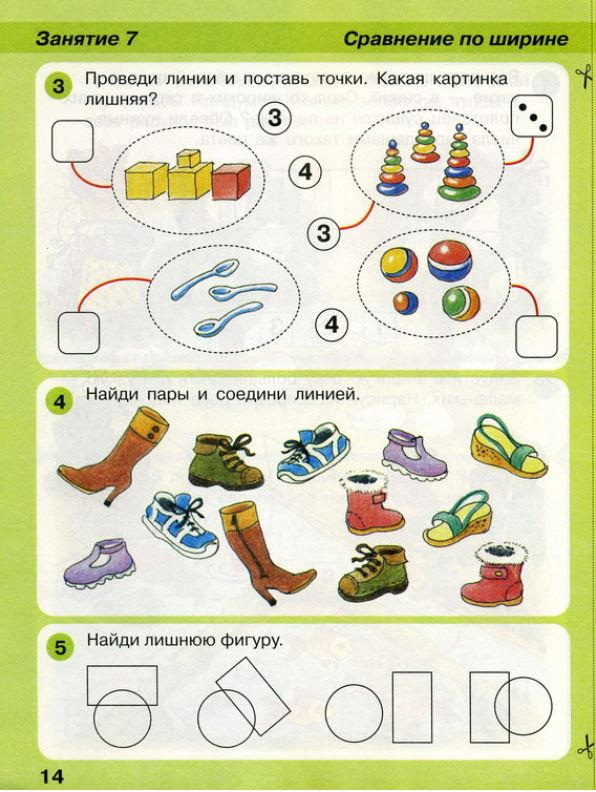 Занятие 7
Сравнение по ширине
3
Проведи линии и поставь точки. Какая картинка
лишняя?
3
4
3
4
4
Найди пары и соедини линией.
5
Найди лишнюю фигуру.
14